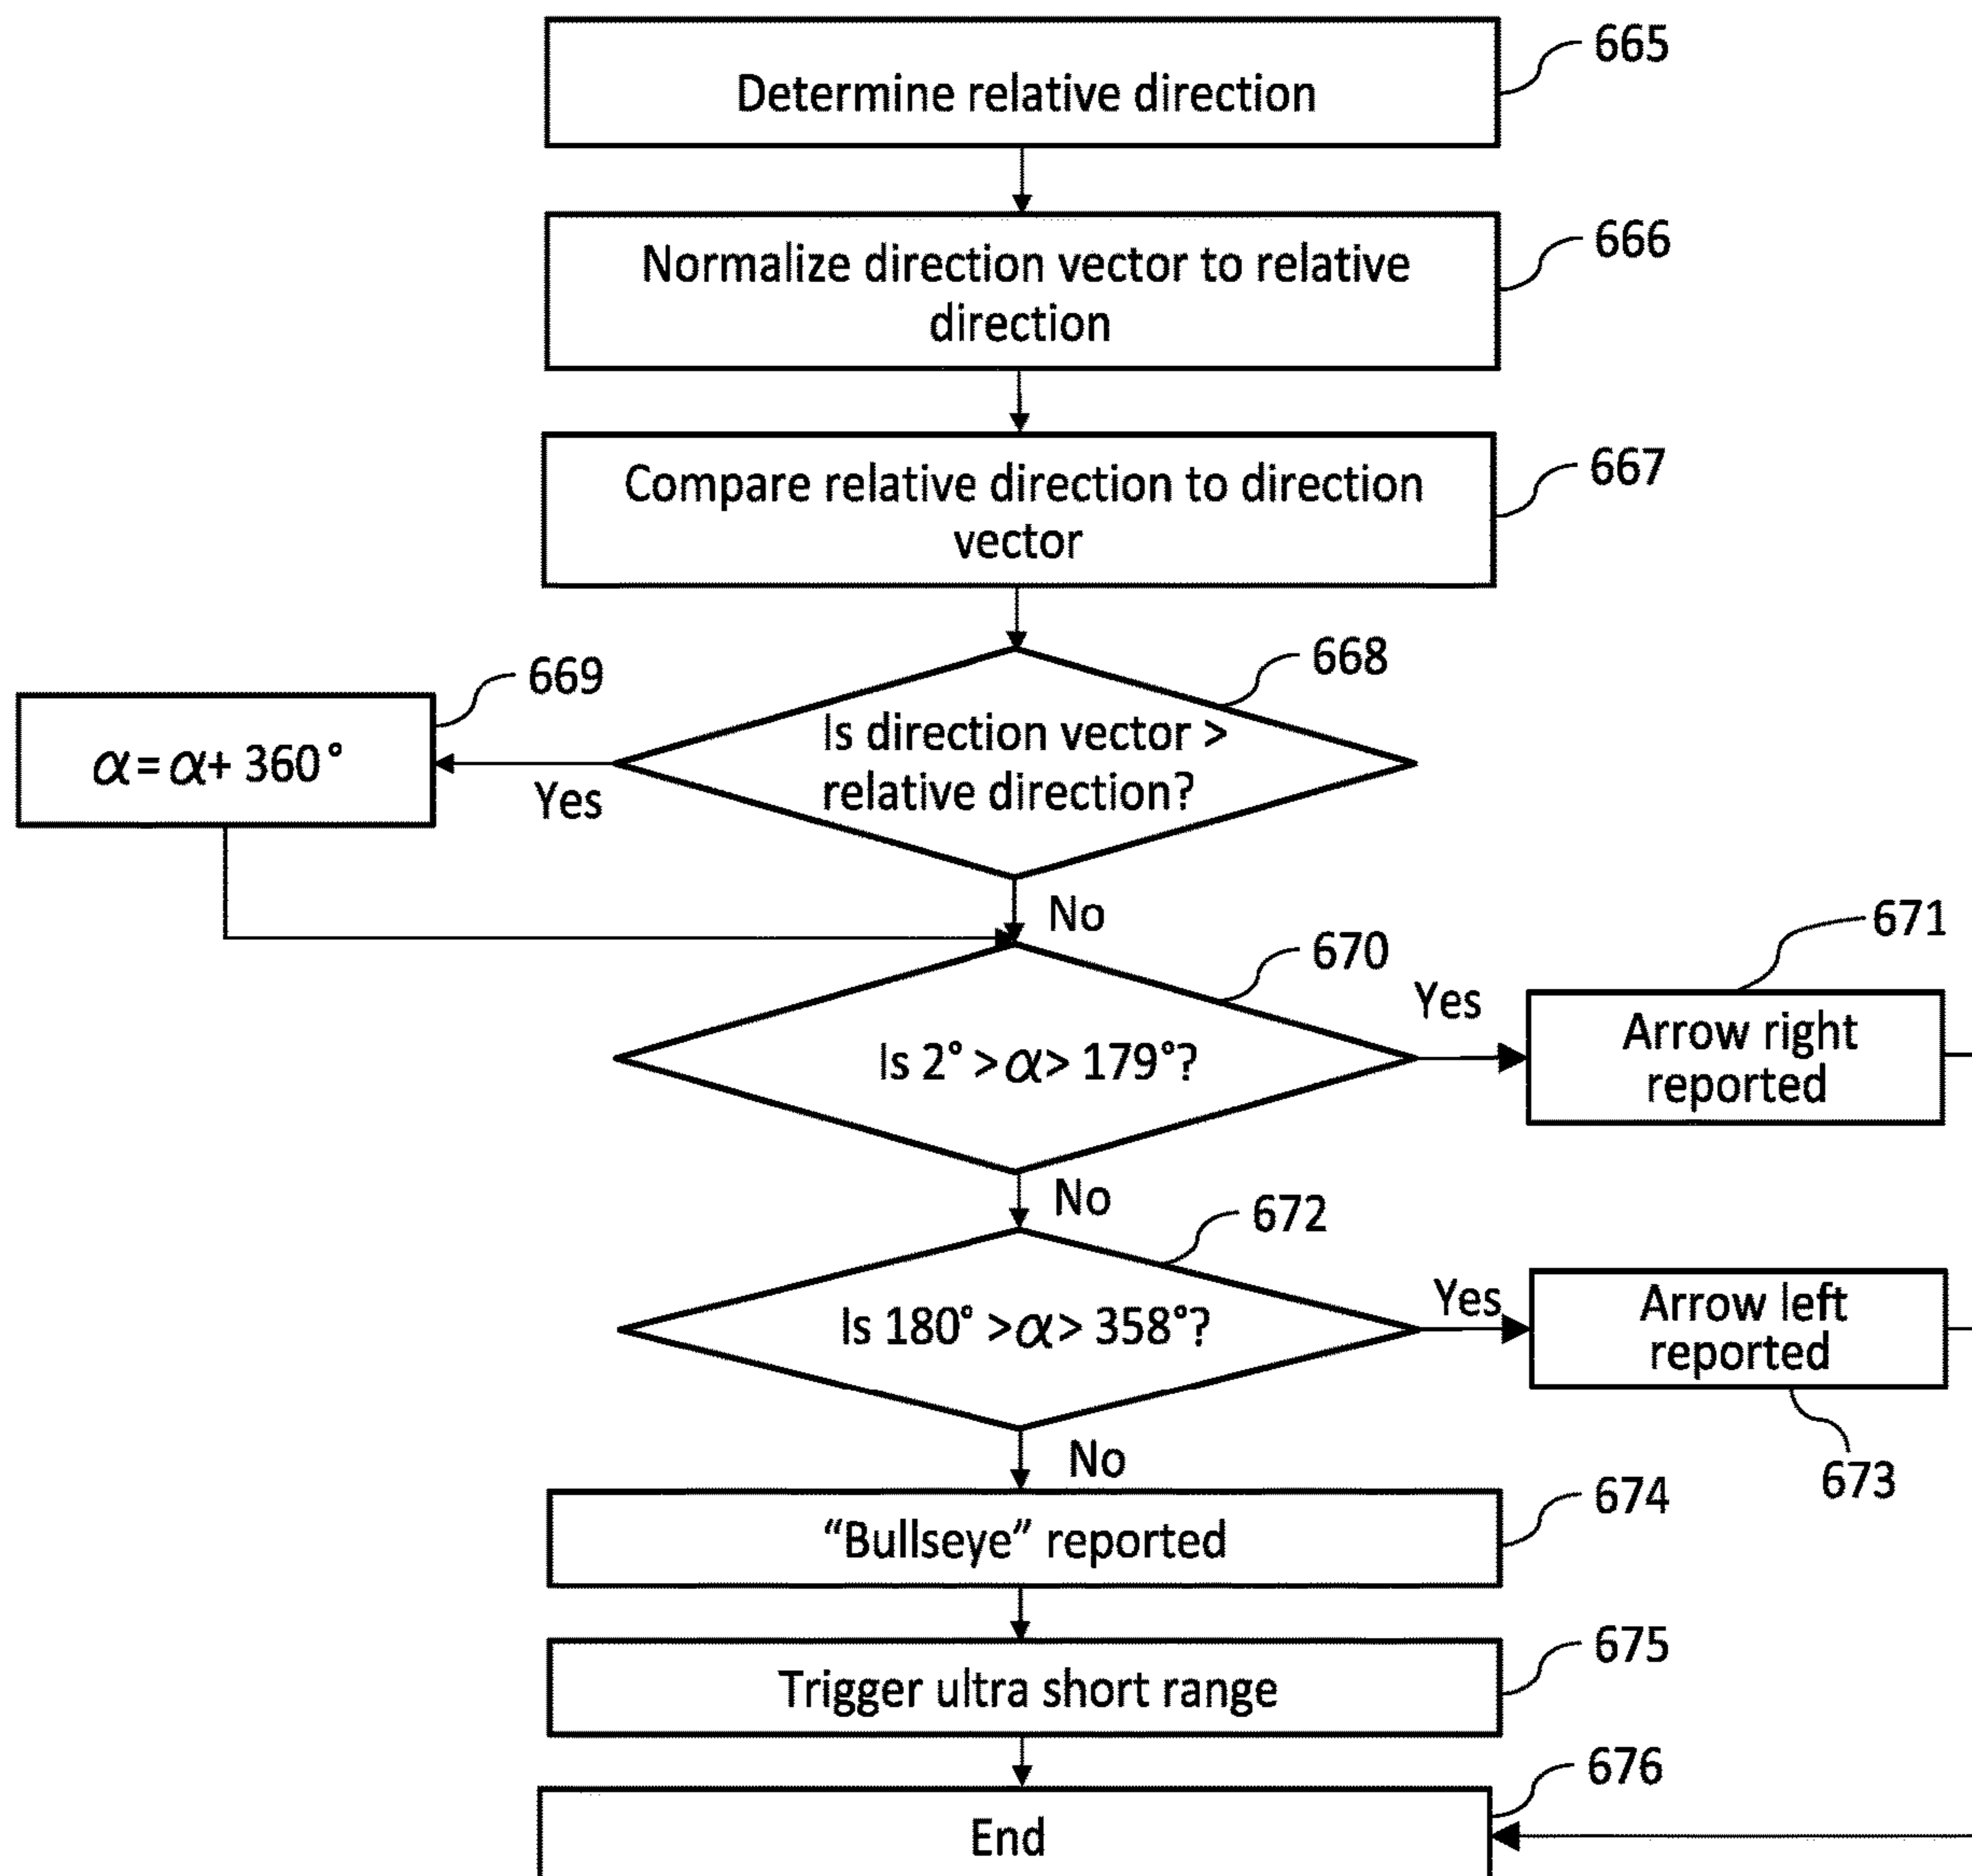 Determine relative direction
665
Normalize direction vector to relative
direction
666
Compare relative direction to direction
vector
667
Is direction vector >
relative direction?
668
669
α = α + 360°
Yes
No
Is 2° > α > 179°?
670
Yes
671
Arrow right
reported
No
Is 180° > α > 358°?
672
Yes
Arrow left
reported
673
No
"Bullseye" reported
674
Trigger ultra short range
675
End
676